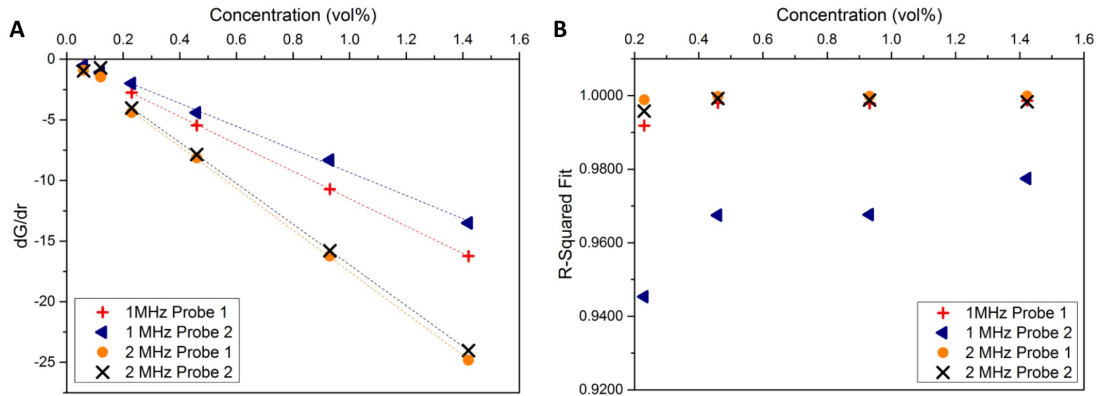 A
Concentration (vol%)
0.0 0.2 0.4 0.6 0.8 1.0 1.2 1.4 1.6
0
-5
-10
-15
-20
-25
dG/dr
1MHz Probe 1
1 MHz Probe 2
2 MHz Probe 1
2 MHz Probe 2
B
Concentration (vol%)
0.2 0.4 0.6 0.8 1.0 1.2 1.4 1.6
1.0000
0.9800
0.9600
0.9400
0.9200
R-Squared Fit
1MHz Probe 1
1 MHz Probe 2
2 MHz Probe 1
2 MHz Probe 2